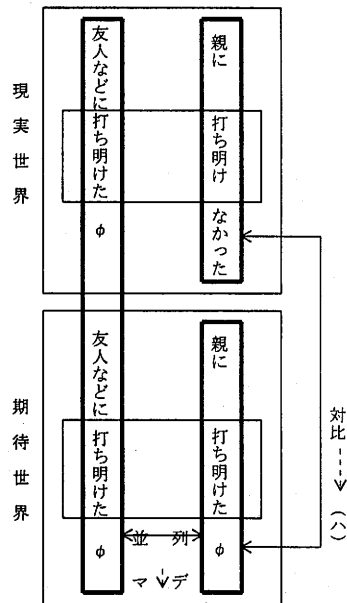 対比 ---> (ハ)
親に 打ち明け なかった
親に 打ち明けた φ
並列
マデ
友人などに打ち明けた φ
友人などに 打ち明けた φ
現実世界
期待世界